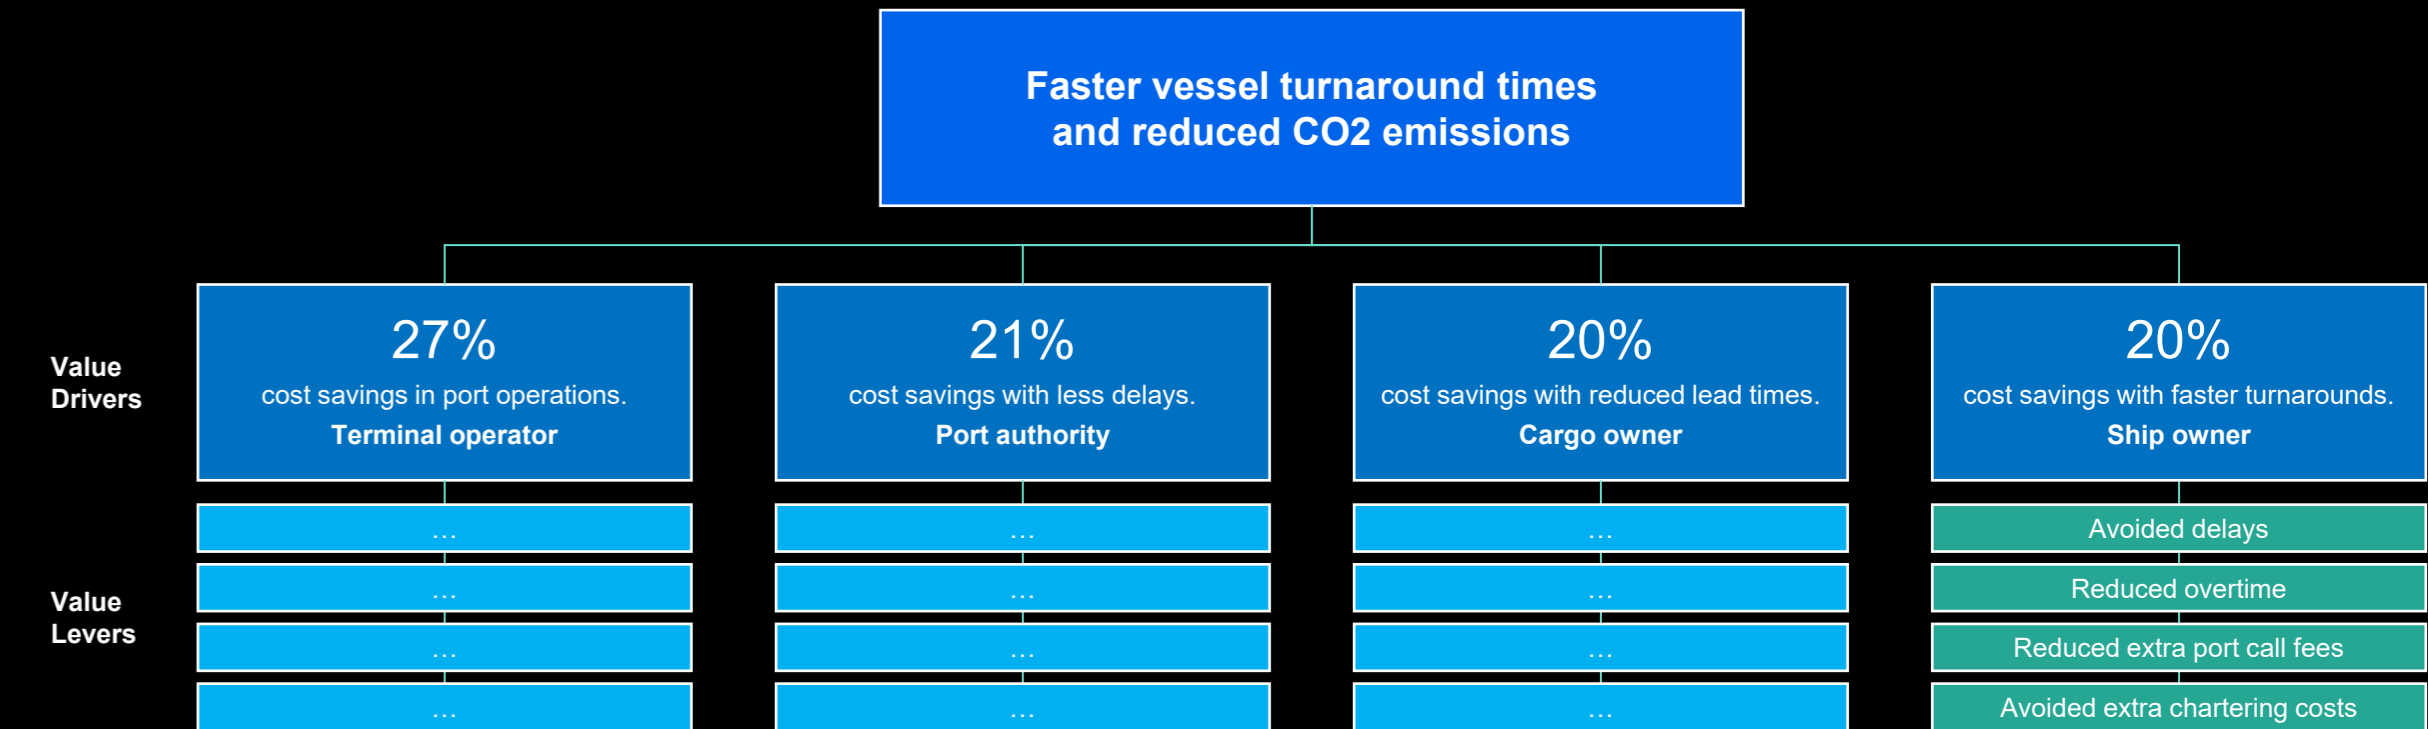 Faster vessel turnaround times
and reduced CO2 emissions
Value
Drivers
27%
cost savings in port operations.
Terminal operator
21%
cost savings with less delays.
Port authority
20%
cost savings with reduced lead times.
Cargo owner
20%
cost savings with faster turnarounds.
Ship owner
Value
Levers
…
…
…
Avoided delays
…
…
…
Reduced overtime
…
…
…
Reduced extra port call fees
…
…
…
Avoided extra chartering costs